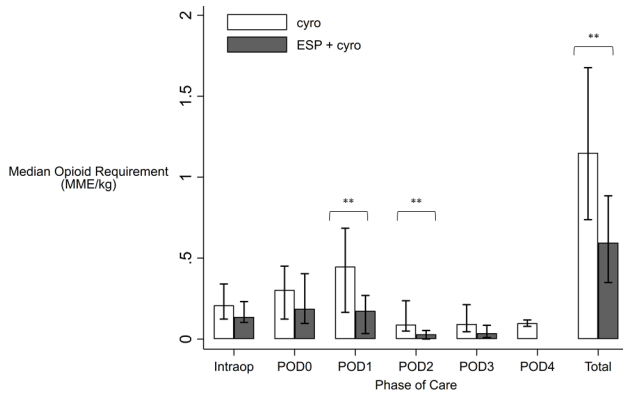 2
cyro
ESP + cyro
**
1.5
Median Opioid Requirement
(MME/kg)
1
** **
.5
0
Intraop POD0 POD1 POD2 POD3 POD4 Total
Phase of Care